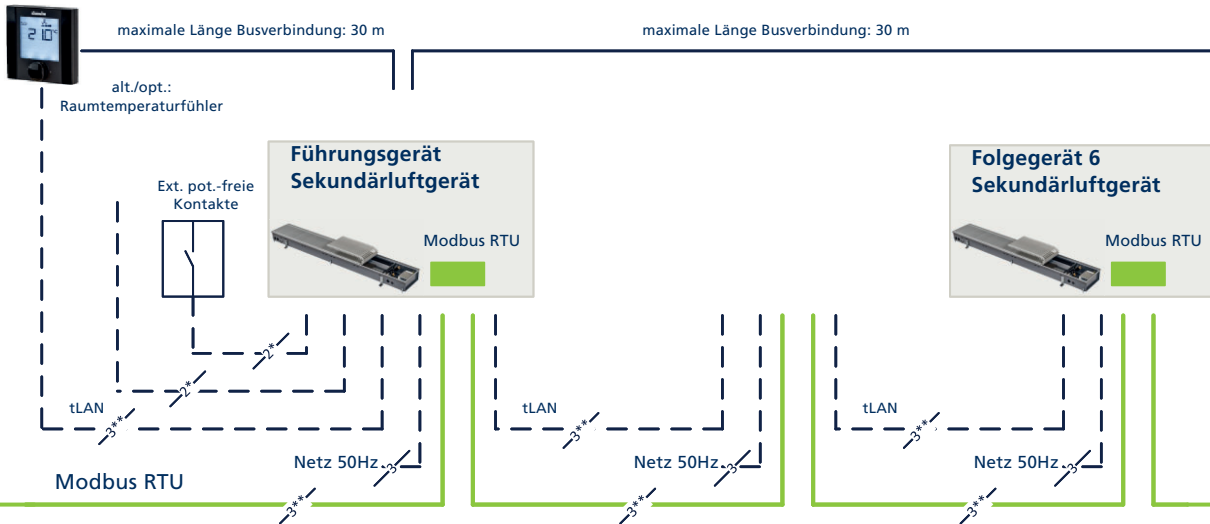 21.0°C
maximale Länge Busverbindung: 30 m
maximale Länge Busverbindung: 30 m
alt./opt.:
Raumtemperaturfühler
Ext. pot.-freie
Kontakte
Führungsgerät
Sekundärluftgerät
Modbus RTU
Folgegerät 6
Sekundärluftgerät
Modbus RTU
2*
2*
tLAN
3**
tLAN
3**
tLAN
3**
Netz 50Hz
3
Netz 50Hz
3
Netz 50Hz
3
Modbus RTU
3**
3**
3**